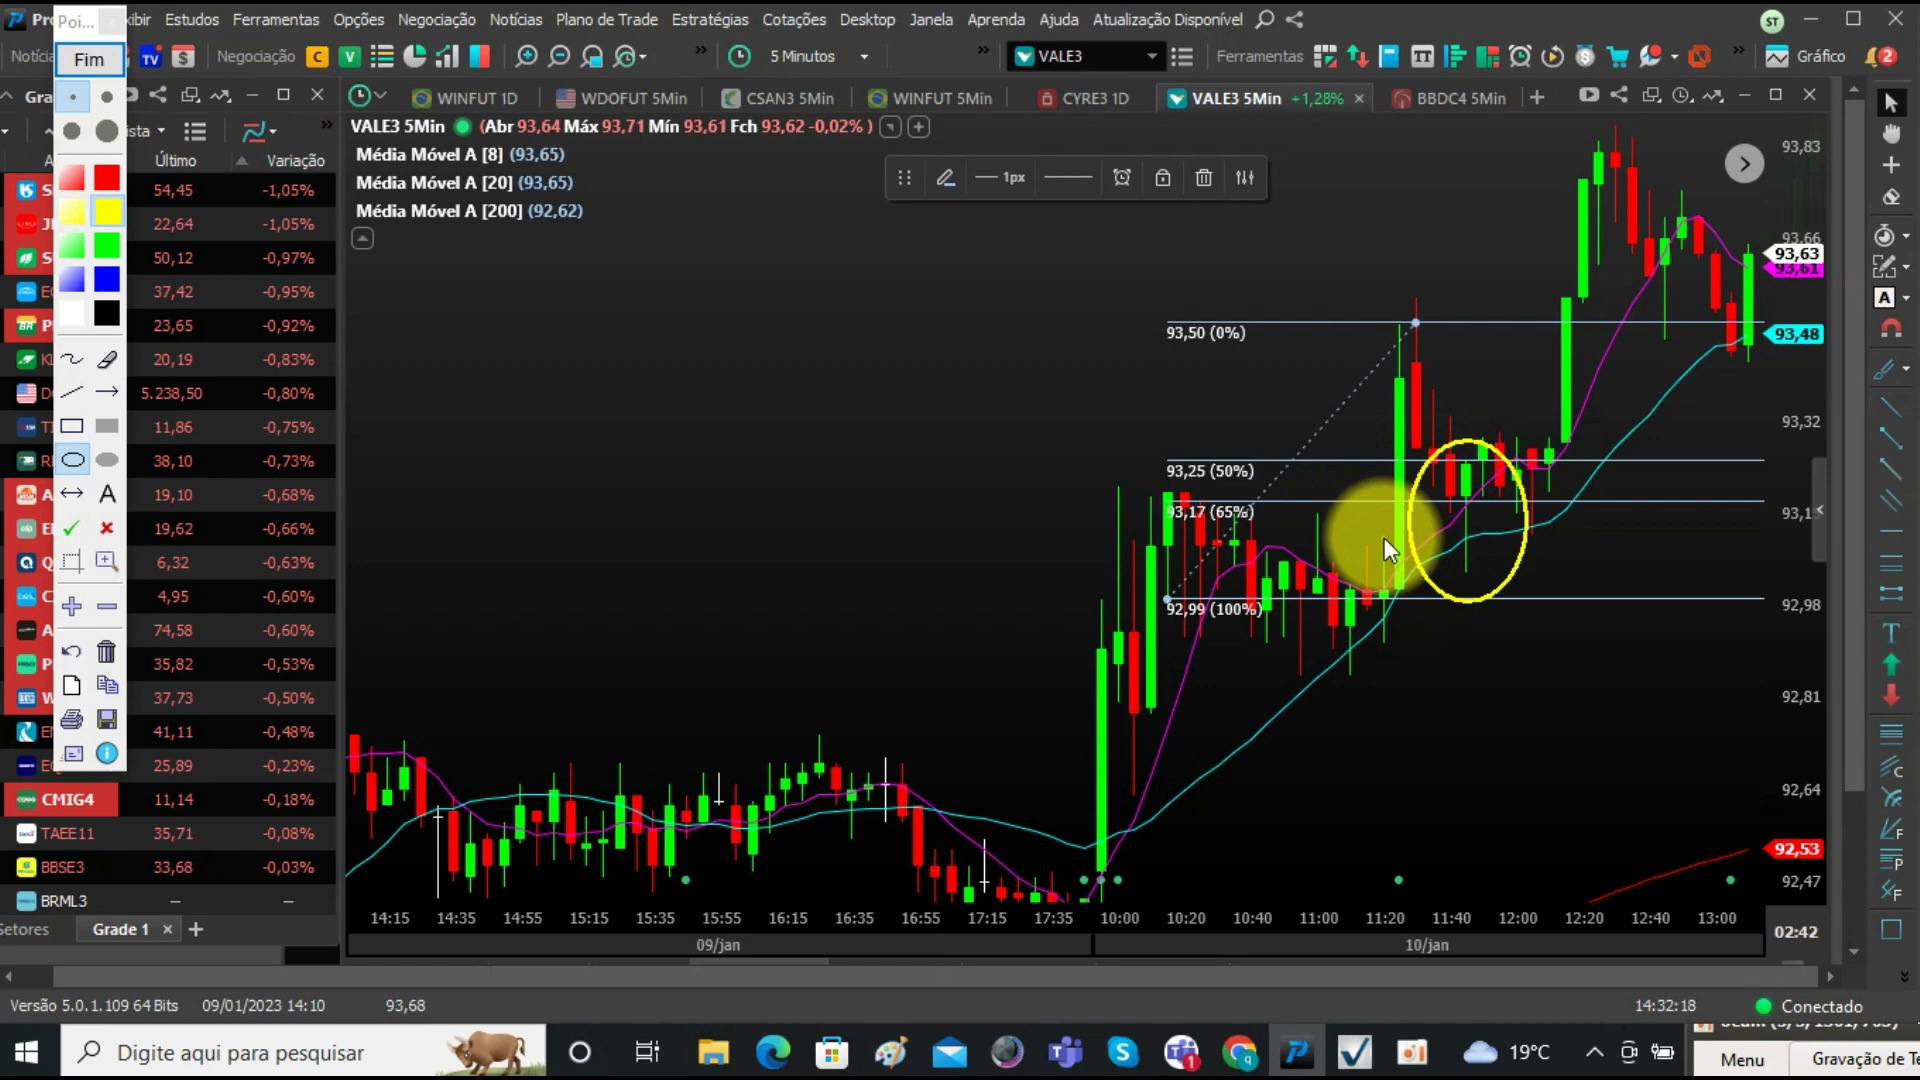 Poi...
Exibir Estudos Ferramentas Opções Negociação Notícias Plano de Trade Estratégias Cotações Desktop Janela Aprenda Ajuda Atualização Disponível
ST
Fim
Negociação
C
V
5 Minutos
VALE3
Ferramentas
Gráfico
2
WINFUT 1D
WDOFUT 5Min
CSAN3 5Min
WINFUT 5Min
CYRE3 1D
VALE3 5Min +1,28%
BBDC4 5Min
VALE3 5Min (Abr 93,64 Máx 93,71 Mín 93,61 Fch 93,62 -0,02% )
Média Móvel A [8] (93,65)
Média Móvel A [20] (93,65)
Média Móvel A [200] (92,62)
1px
Último Variação
54,45 -1,05%
22,64 -1,05%
50,12 -0,97%
37,42 -0,95%
23,65 -0,92%
20,19 -0,83%
5.238,50 -0,80%
11,86 -0,75%
38,10 -0,73%
19,10 -0,68%
19,62 -0,66%
6,32 -0,63%
4,95 -0,60%
74,58 -0,60%
35,82 -0,53%
37,73 -0,50%
41,11 -0,48%
25,89 -0,23%
CMIG4 11,14 -0,18%
TAEE11 35,71 -0,08%
BBSE3 33,68 -0,03%
BRML3 – –
93,50 (0%)
93,25 (50%)
93,17 (65%)
92,99 (100%)
93,83
93,66
93,63
93,61
93,48
93,32
93,15
92,98
92,81
92,64
92,53
92,47
14:15 14:35 14:55 15:15 15:35 15:55 16:15 16:35 16:55 17:15 17:35 10:00 10:20 10:40 11:00 11:20 11:40 12:00 12:20 12:40 13:00
02:42
09/jan
10/jan
Setores
Grade 1
Versão 5.0.1.109 64 Bits 09/01/2023 14:10 93,68
14:32:18
Conectado
Digite aqui para pesquisar
19°C
Menu
Gravação de Te